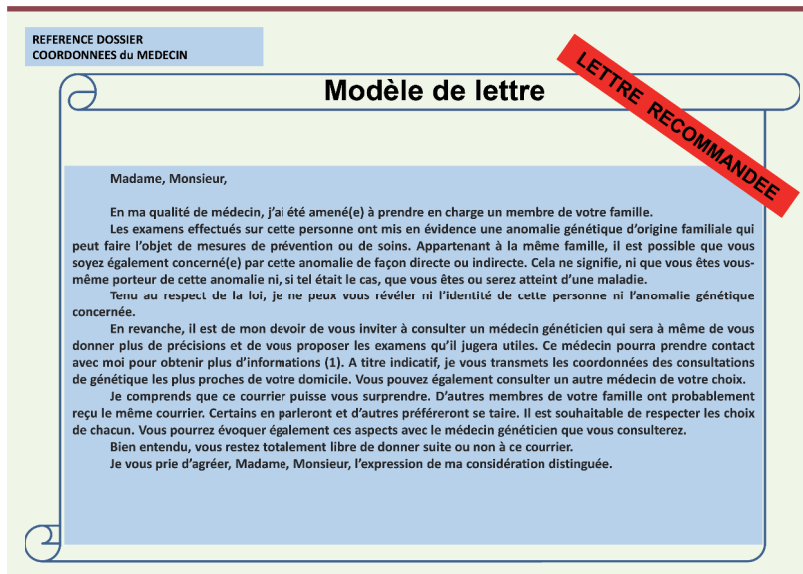 REFERENCE DOSSIER
COORDONNEES du MEDECIN
LETTRE RECOMMANDEE
Modèle de lettre
Madame, Monsieur,
En ma qualité de médecin, j'ai été amené(e) à prendre en charge un membre de votre famille.
Les examens effectués sur cette personne ont mis en évidence une anomalie génétique d'origine familiale qui
peut faire l'objet de mesures de prévention ou de soins. Appartenant à la même famille, il est possible que vous
soyez également concerné(e) par cette anomalie de façon directe ou indirecte. Cela ne signifie, ni que vous êtes vous-
même porteur de cette anomalie ni, si tel était le cas, que vous êtes ou serez atteint d'une maladie.
Tenu au respect de la loi, je ne peux vous révéler ni l'identité de cette personne ni l'anomalie génétique
concernée.
En revanche, il est de mon devoir de vous inviter à consulter un médecin généticien qui sera à même de vous
donner plus de précisions et de vous proposer les examens qu'il jugera utiles. Ce médecin pourra prendre contact
avec moi pour obtenir plus d'informations (1). A titre indicatif, je vous transmets les coordonnées des consultations
de génétique les plus proches de votre domicile. Vous pouvez également consulter un autre médecin de votre choix.
Je comprends que ce courrier puisse vous surprendre. D'autres membres de votre famille ont probablement
reçu le même courrier. Certains en parleront et d'autres préféreront se taire. Il est souhaitable de respecter les choix
de chacun. Vous pourrez évoquer également ces aspects avec le médecin généticien que vous consulterez.
Bien entendu, vous restez totalement libre de donner suite ou non à ce courrier.
Je vous prie d'agréer, Madame, Monsieur, l'expression de ma considération distinguée.